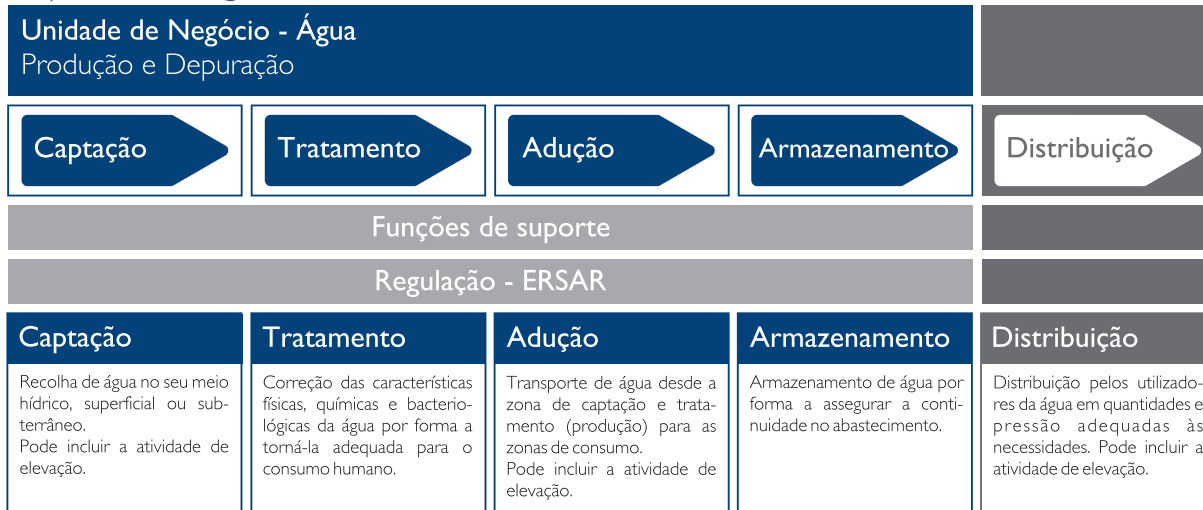 Unidade de Negócio - Água
Produção e Depuração
Captação
Tratamento
Adução
Armazenamento
Distribuição
Funções de suporte
Regulação - ERSAR
Captação
Recolha de água no seu meio
hídrico, superficial ou sub-
terrâneo.
Pode incluir a atividade de
elevação.
Tratamento
Correção das características
físicas, químicas e bacterio-
lógicas da água por forma a
torná-la adequada para o
consumo humano.
Adução
Transporte de água desde a
zona de captação e trata-
mento (produção) para as
zonas de consumo.
Pode incluir a atividade de
elevação.
Armazenamento
Armazenamento de água por
forma a assegurar a conti-
nuidade no abastecimento.
Distribuição
Distribuição pelos utilizado-
res da água em quantidades e
pressão adequadas às
necessidades. Pode incluir a
atividade de elevação.